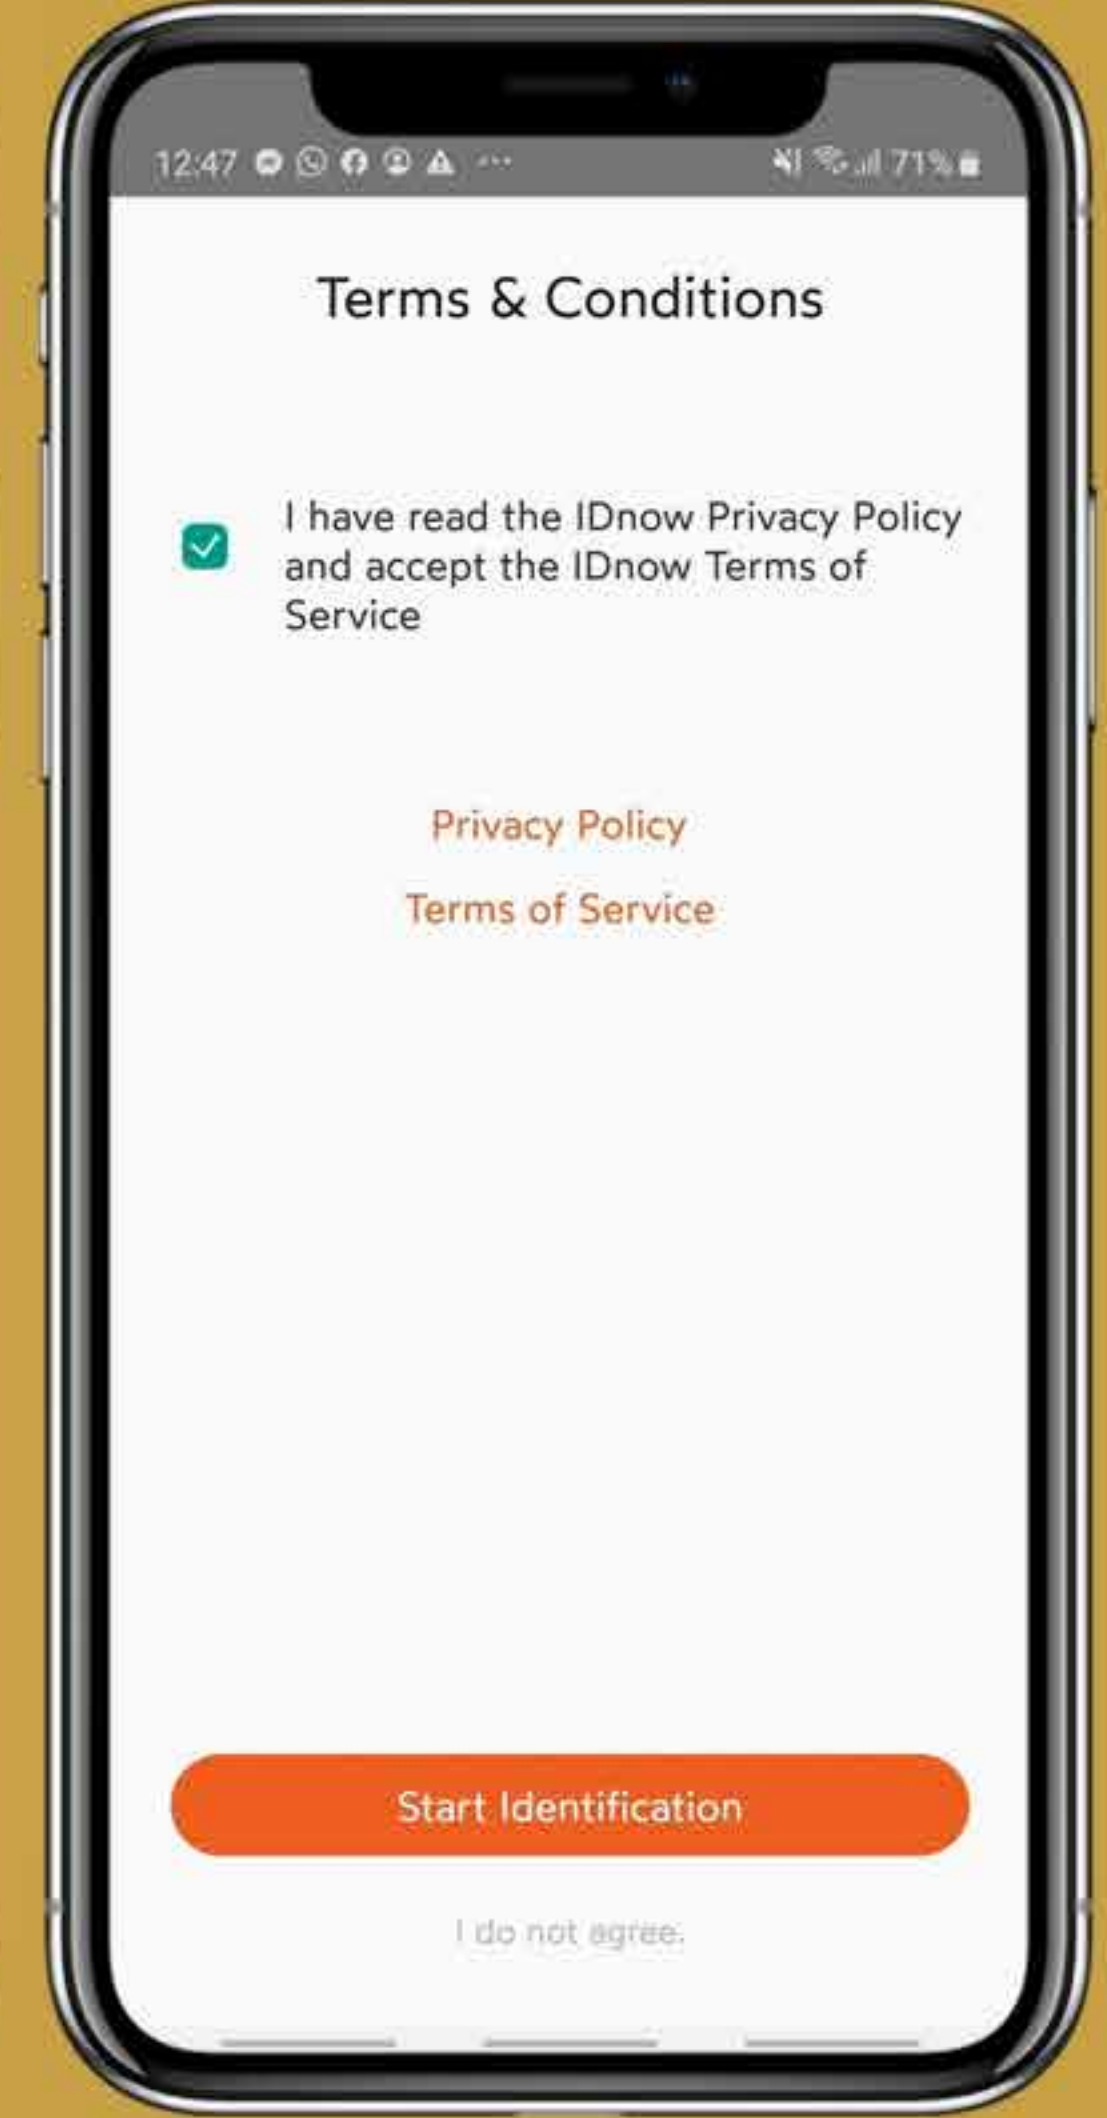 12:47 71%
Terms & Conditions
I have read the IDnow Privacy Policy
and accept the IDnow Terms of
Service
Privacy Policy
Terms of Service
Start Identification
I do not agree.